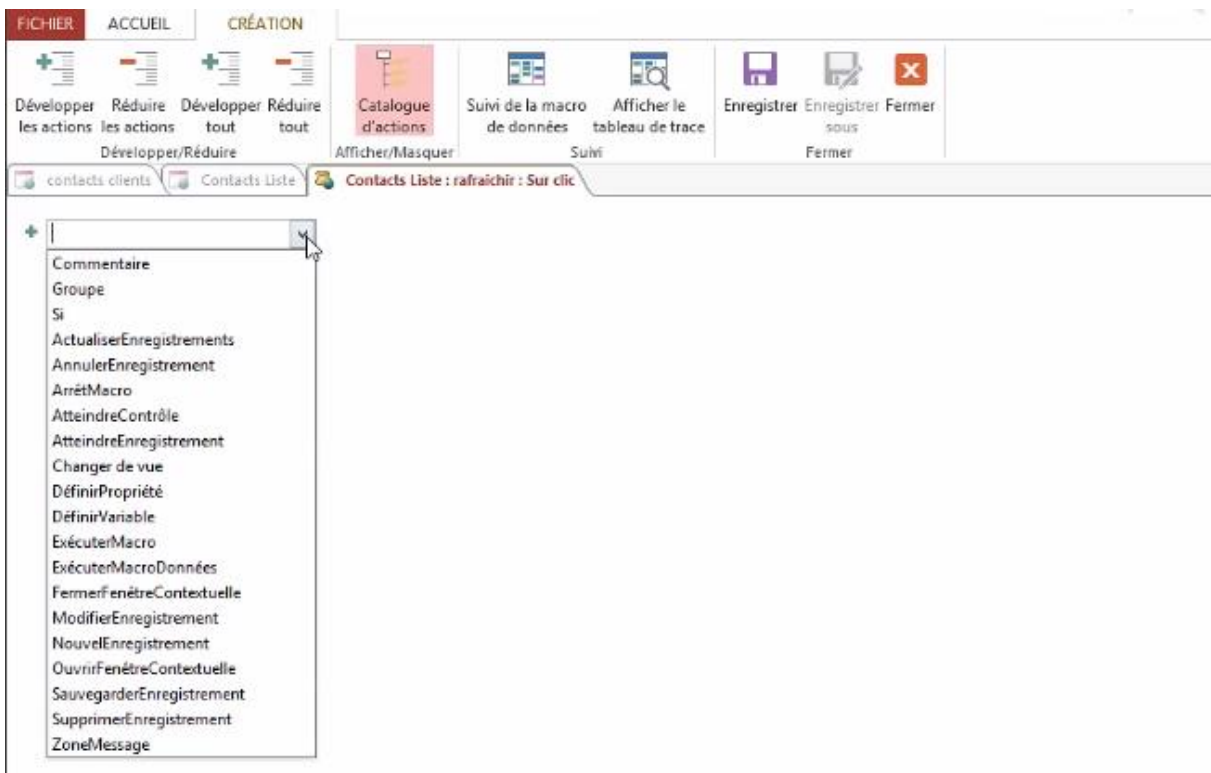 FICHIER ACCUEIL CRÉATION
Développer Réduire Développer Réduire Catalogue Suivi de la macro Afficher le Enregistrer Enregistrer Fermer
les actions les actions tout tout d'actions de données tableau de trace sous
Développer/Réduire Afficher/Masquer Suivi Fermer
contacts clients Contacts Liste Contacts Liste : rafraichir : Sur clic
Commentaire
Groupe
Si
ActualiserEnregistrements
AnnulerEnregistrement
ArrêtMacro
AtteindreContrôle
AtteindreEnregistrement
Changer de vue
DéfinirPropriété
DéfinirVariable
ExécuterMacro
ExécuterMacroDonnées
FermerFenêtreContextuelle
ModifierEnregistrement
NouvelEnregistrement
OuvrirFenêtreContextuelle
SauvegarderEnregistrement
SupprimerEnregistrement
ZoneMessage